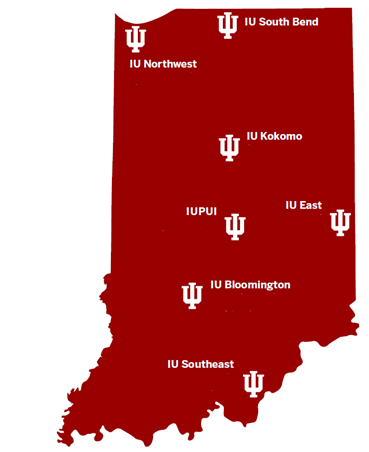 IU South Bend
IU Northwest
IU Kokomo
IU East
IUPUI
IU Bloomington
IU Southeast